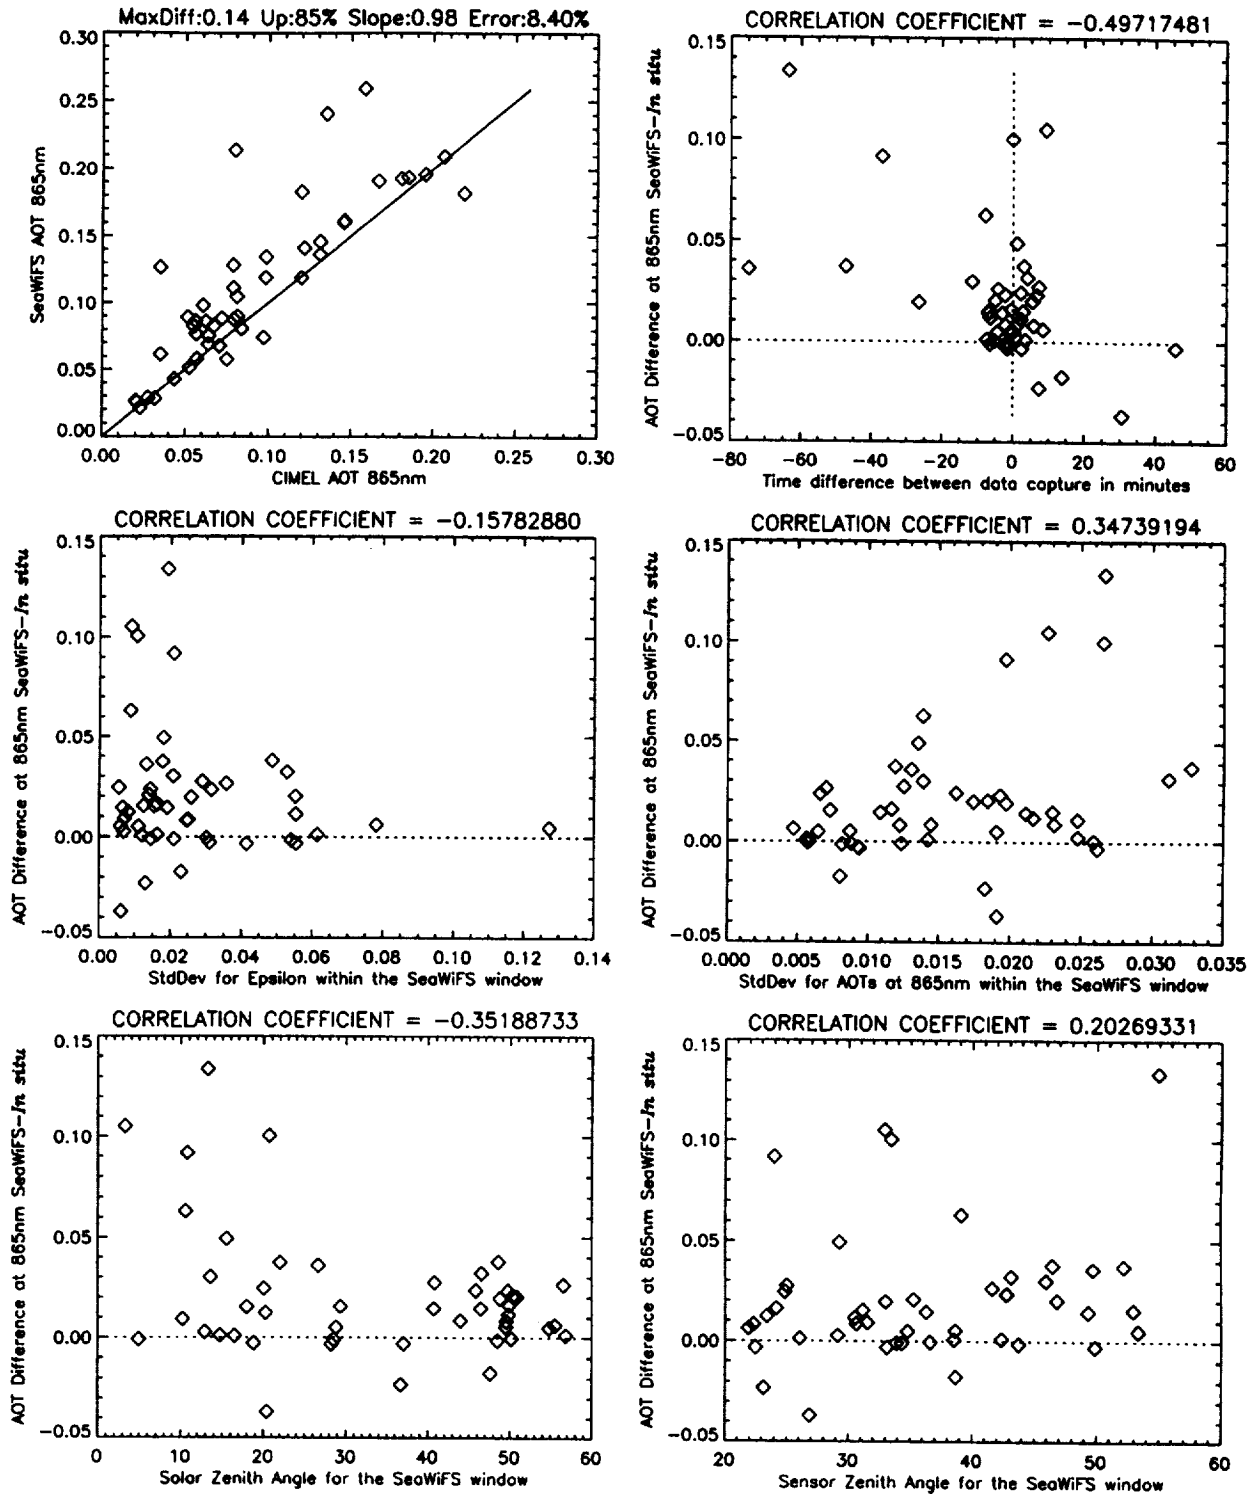 MaxDiff:0.14 Up:85% Slope:0.98 Error:8.40%
0.30
0.25
0.20
0.15
0.10
0.05
0.00
SeaWiFS AOT 865nm
0.00 0.05 0.10 0.15 0.20 0.25 0.30
CIMEL AOT 865nm
CORRELATION COEFFICIENT = -0.49717481
0.15
0.10
0.05
0.00
-0.05
AOT Difference at 865nm SeaWiFS-In situ
-80 -60 -40 -20 0 20 40 60
Time difference between data capture in minutes
CORRELATION COEFFICIENT = -0.15782880
0.15
0.10
0.05
0.00
-0.05
AOT Difference at 865nm SeaWiFS-In situ
0.00 0.02 0.04 0.06 0.08 0.10 0.12 0.14
StdDev for Epsilon within the SeaWiFS window
CORRELATION COEFFICIENT = 0.34739194
0.15
0.10
0.05
0.00
-0.05
AOT Difference at 865nm SeaWiFS-In situ
0.000 0.005 0.010 0.015 0.020 0.025 0.030 0.035
StdDev for AOTs at 865nm within the SeaWiFS window
CORRELATION COEFFICIENT = -0.35188733
0.15
0.10
0.05
0.00
-0.05
AOT Difference at 865nm SeaWiFS-In situ
0 10 20 30 40 50 60
Solar Zenith Angle for the SeaWiFS window
CORRELATION COEFFICIENT = 0.20269331
0.15
0.10
0.05
0.00
-0.05
AOT Difference at 865nm SeaWiFS-In situ
20 30 40 50 60
Sensor Zenith Angle for the SeaWiFS window